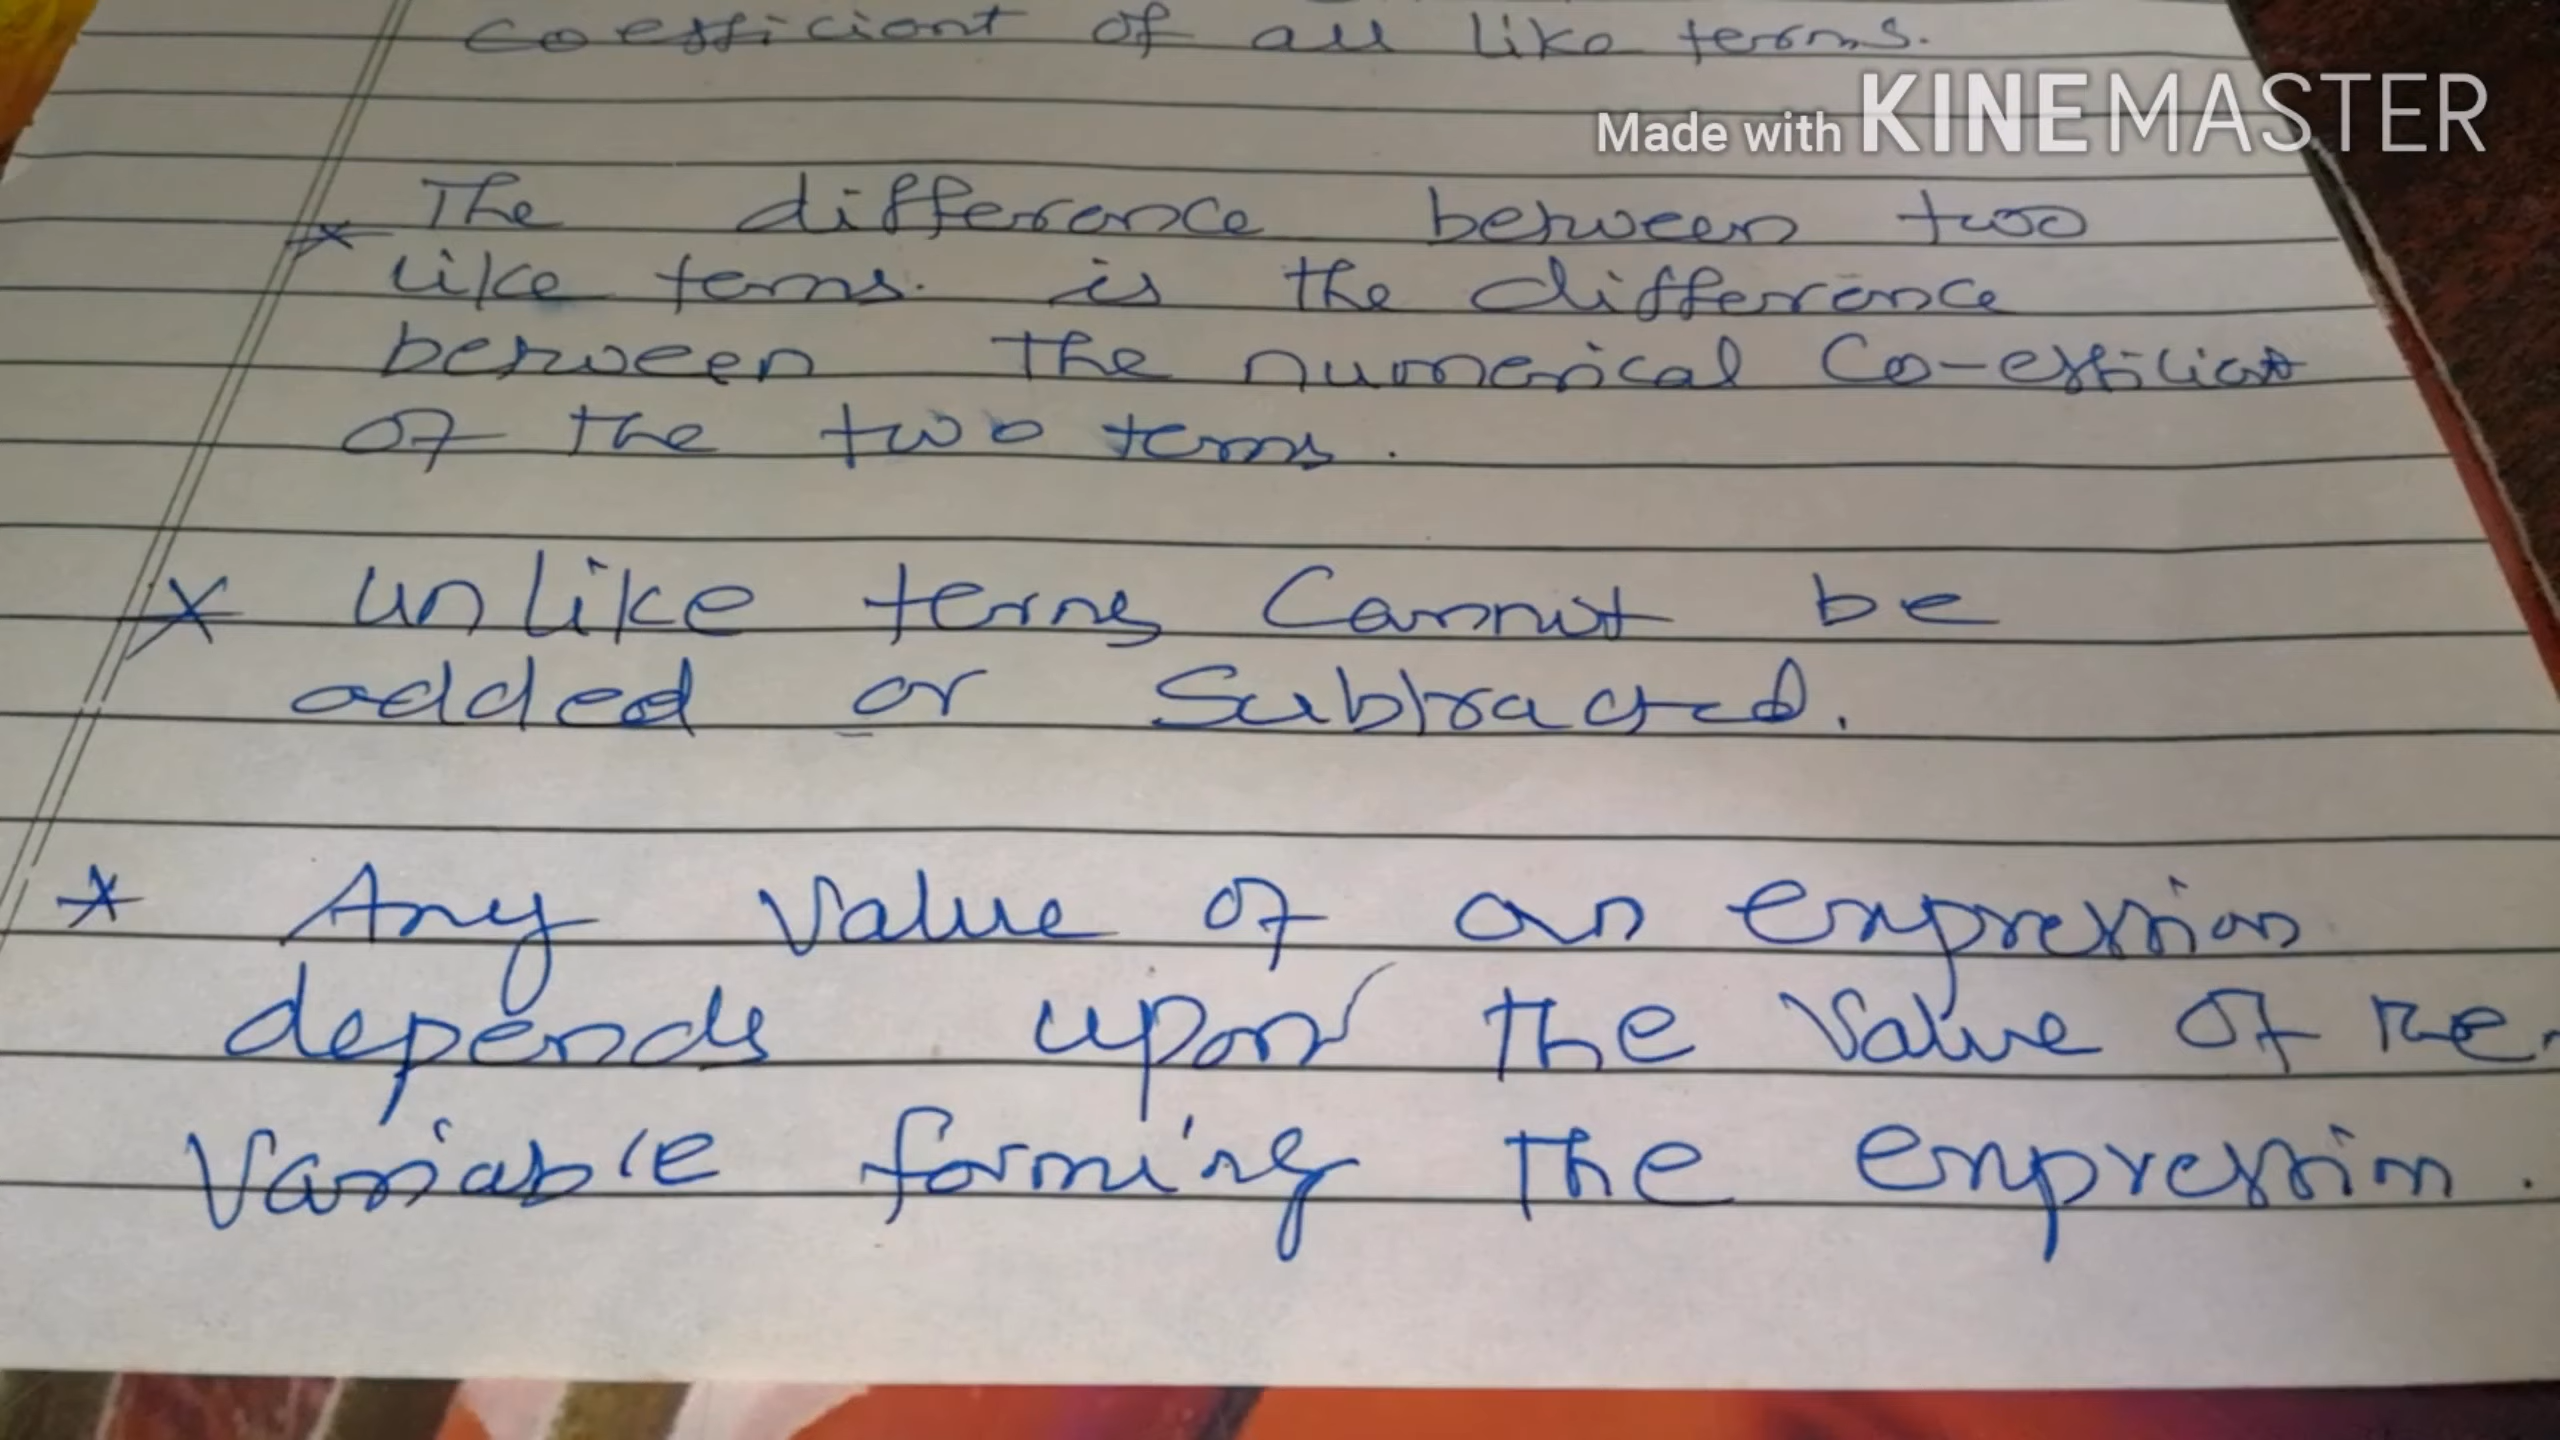 coefficient of all like terms.
Made with KINEMASTER
* The difference between two
like terms. is the difference
between the numerical Co-efficient
of the two terms.
* unlike terms Cannot be
added or Subtracted.
* Any Value of an expression
depends upon the Value of the
Variable forming the expression.